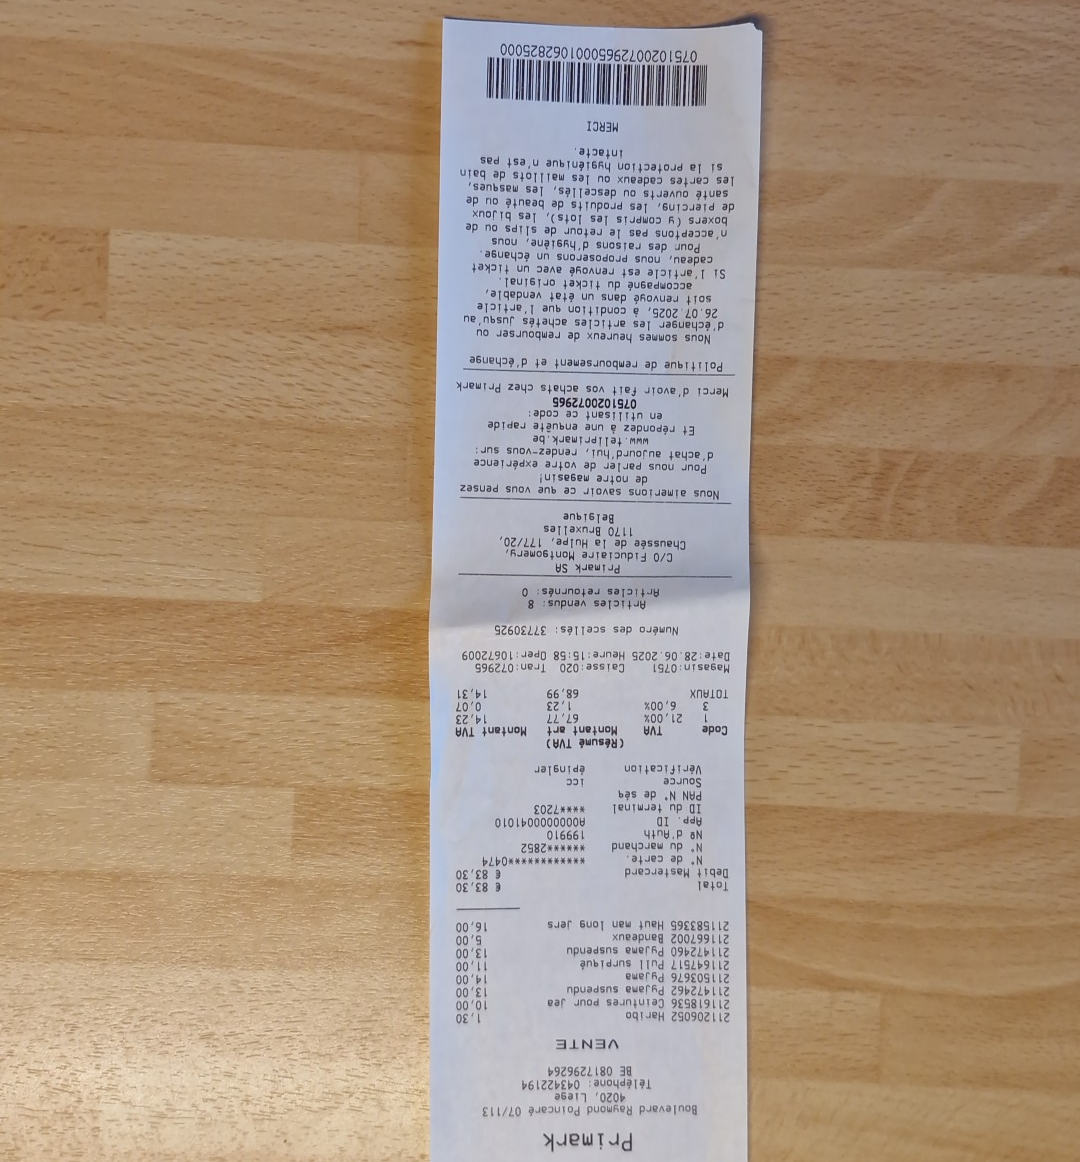 Primark
Boulevard Raymond Poincaré 07/113
4020, Liege
Téléphone: 043422194
BE 0817296264
VENTE
211206052 Haribo 1,30
211618536 Ceintures pour jea 10,00
211472462 Pyjama suspendu 13,00
211503676 Pyjama 14,00
211647517 Pull surpiqué 11,00
211472460 Pyjama suspendu 13,00
211667002 Bandeaux 5,00
211583365 Haut man long jers 16,00
Total € 83,30
Debit Mastercard € 83,30
N° de carte. ************0474
N° du marchand ******2852
Nº d'Auth 199910
App. ID A0000000041010
ID du terminal ****7203
PAN N° de séq
Source icc
Vérification épingler
(Résumé TVA)
Code TVA Montant art Montant TVA
1 21,00% 67,77 14,23
3 6,00% 1,23 0,07
TOTAUX 68,99 14,31
Magasin:0751 Caisse:020 Tran:072965
Date:28.06.2025 Heure:15:58 Oper:10672009
Numéro des scellés: 37730925
Articles vendus: 8
Articles retournés: 0
Primark SA
C/O Fiduciaire Montgomery,
Chaussée de la Hulpe, 177/20,
1170 Bruxelles
Belgique
Nous aimerions savoir ce que vous pensez
de notre magasin!
Pour nous parler de votre expérience
d'achat aujourd'hui, rendez-vous sur:
www.tellprimark.be
Et répondez à une enquête rapide
en utilisant ce code:
0751020072965
Merci d'avoir fait vos achats chez Primark
Politique de remboursement et d'échange
Nous sommes heureux de rembourser ou
d'échanger les articles achetés jusqu'au
26.07.2025, à condition que l'article
soit renvoyé dans un état vendable,
accompagné du ticket original.
Si l'article est renvoyé avec un ticket
cadeau, nous proposerons un échange.
Pour des raisons d'hygiène, nous
n'acceptons pas le retour de slips ou de
boxers (y compris les lots), les bijoux
de piercing, les produits de beauté ou de
santé ouverts ou descellés, les masques,
les cartes cadeaux ou les maillots de bain
si la protection hygiénique n'est pas
intacte.
MERCI
0751020072965000106282​5000